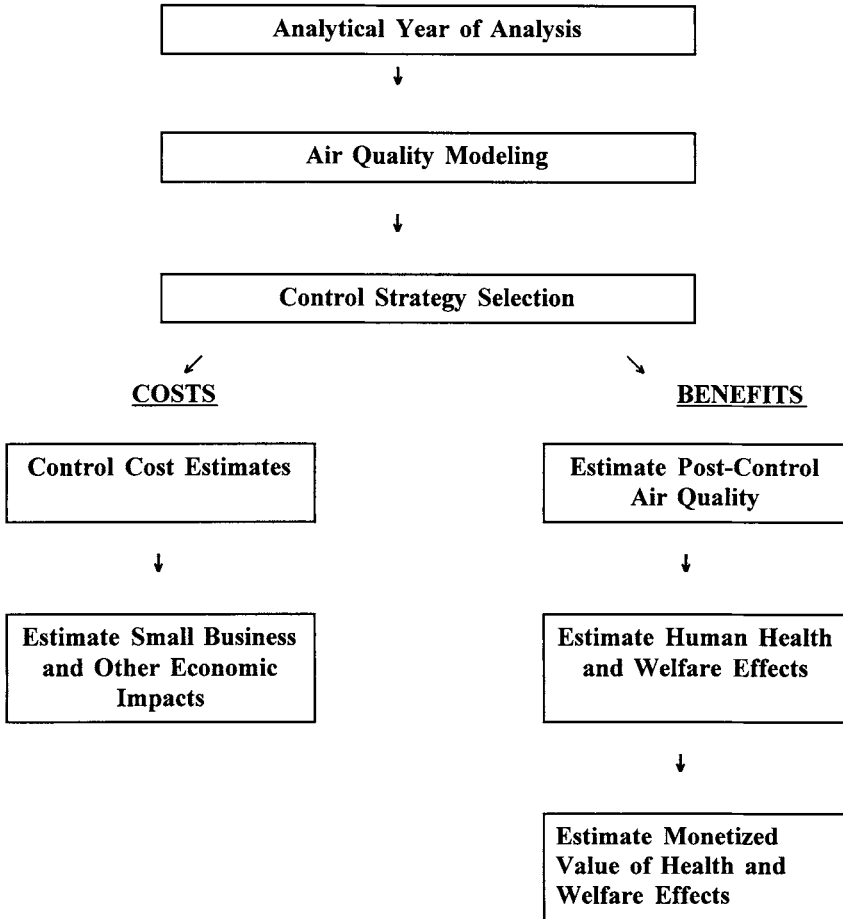 Analytical Year of Analysis
Air Quality Modeling
Control Strategy Selection
COSTS
Control Cost Estimates
Estimate Small Business
and Other Economic
Impacts
BENEFITS
Estimate Post-Control
Air Quality
Estimate Human Health
and Welfare Effects
Estimate Monetized
Value of Health and
Welfare Effects